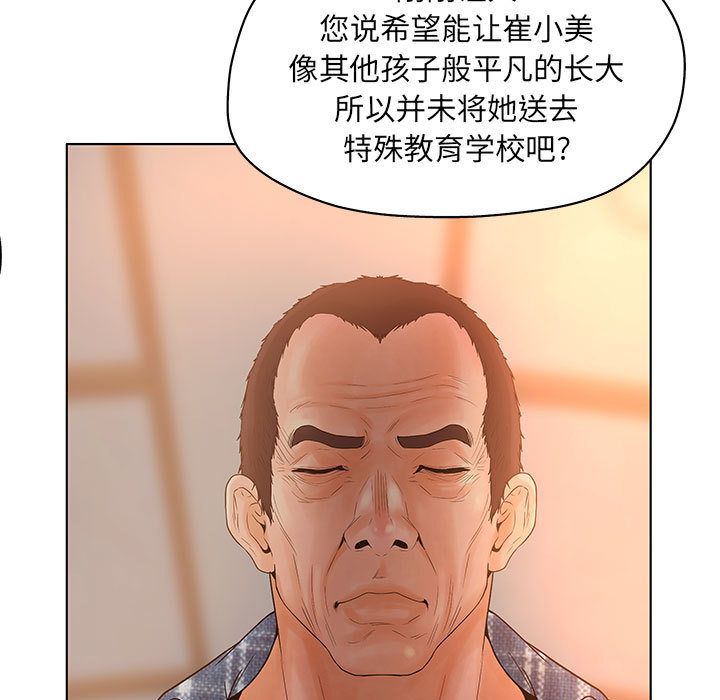 您说希望能让崔小美
像其他孩子般平凡的长大
所以并未将她送去
特殊教育学校吧?